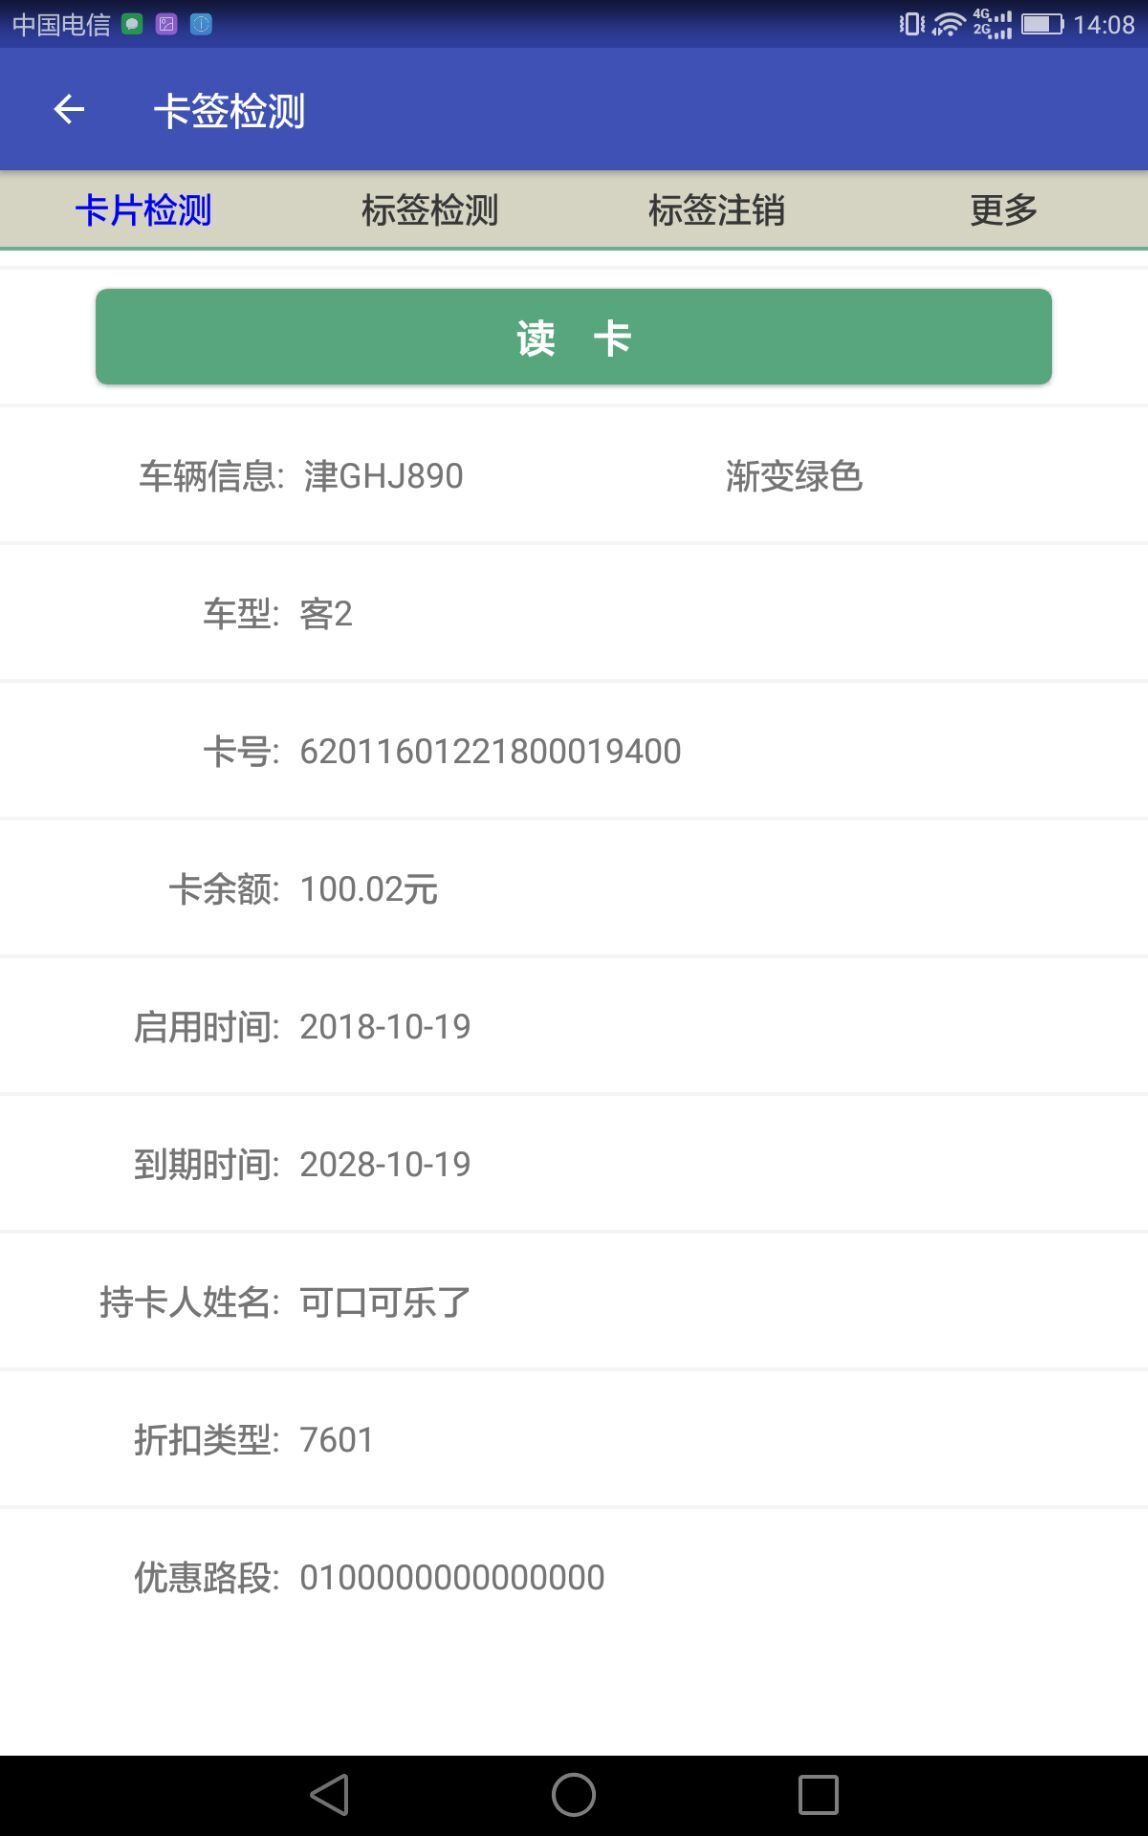 中国电信 4G 2G 14:08
卡签检测
卡片检测 标签检测 标签注销 更多
读 卡
车辆信息: 津GHJ890 渐变绿色
车型: 客2
卡号: 62011601221800019400
卡余额: 100.02元
启用时间: 2018-10-19
到期时间: 2028-10-19
持卡人姓名: 可口可乐了
折扣类型: 7601
优惠路段: 0100000000000000